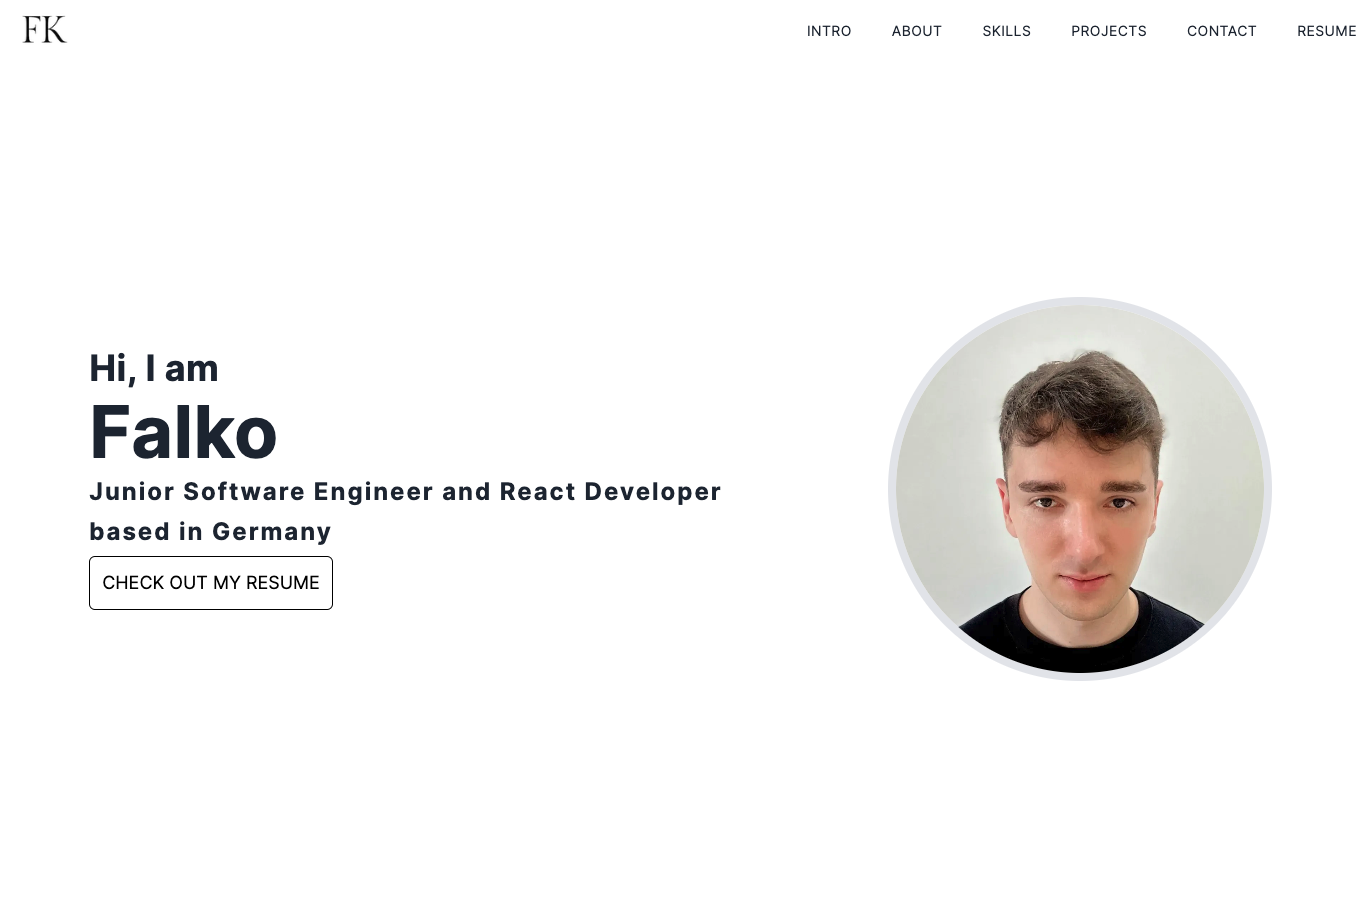 FK
INTRO ABOUT SKILLS PROJECTS CONTACT RESUME
Hi, I am
Falko
Junior Software Engineer and React Developer
based in Germany
CHECK OUT MY RESUME